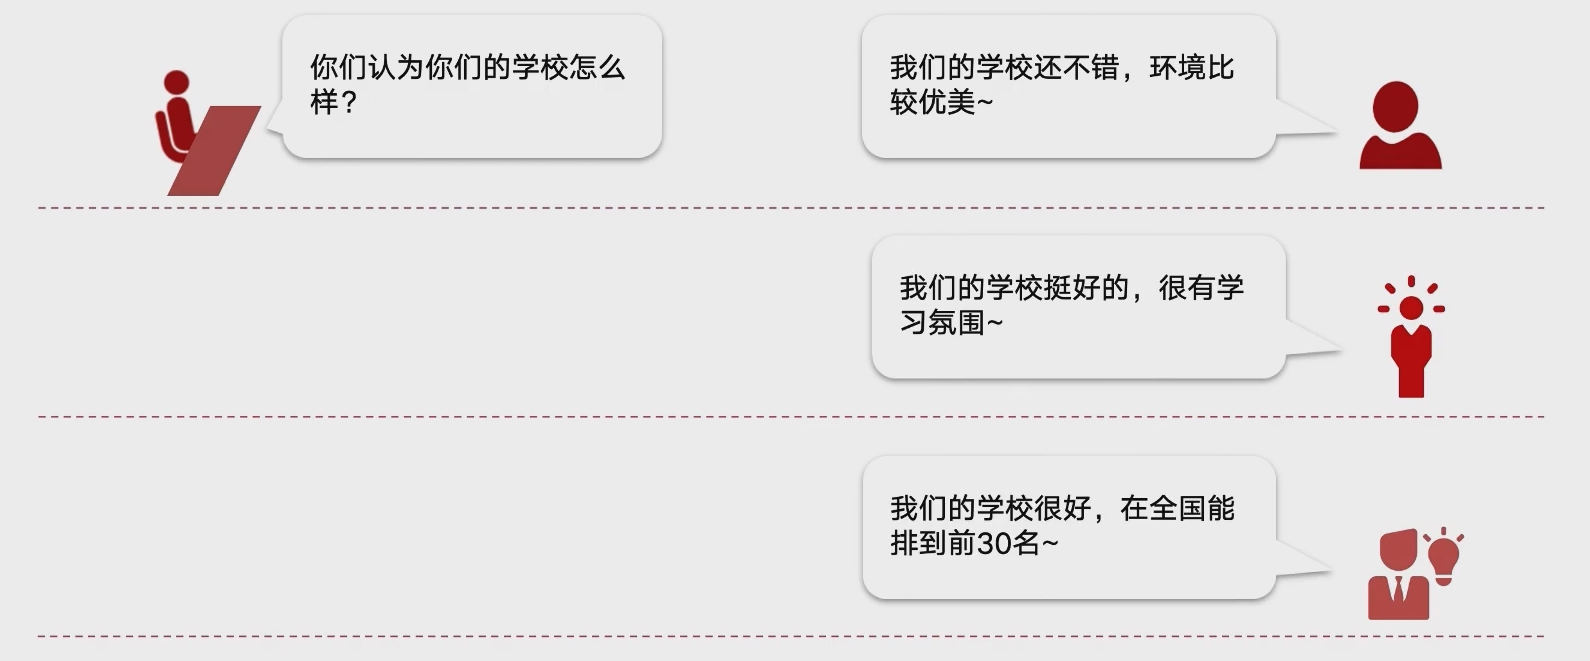 你们认为你们的学校怎么
样？
我们的学校还不错，环境比
较优美~
我们的学校挺好的，很有学
习氛围~
我们的学校很好，在全国能
排到前30名~